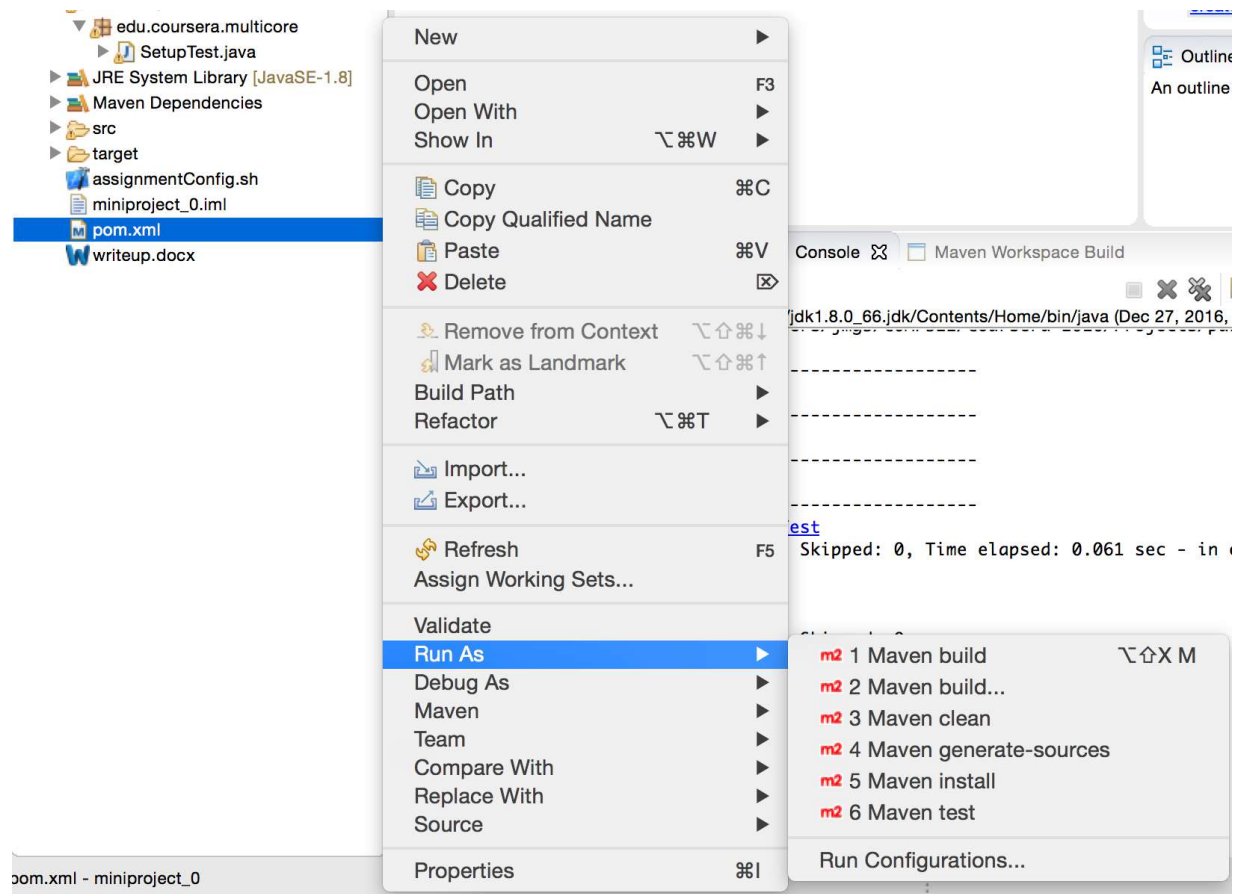 edu.coursera.multicore
SetupTest.java
JRE System Library [JavaSE-1.8]
Maven Dependencies
src
target
assignmentConfig.sh
miniproject_0.iml
pom.xml
writeup.docx
New
Open F3
Open With
Show In ⌥⌘W
Copy ⌘C
Copy Qualified Name
Paste ⌘V
Delete ⌦
Remove from Context ⌥⇧⌘↓
Mark as Landmark ⌥⇧⌘↑
Build Path
Refactor ⌥⌘T
Import...
Export...
Refresh F5
Assign Working Sets...
Validate
Run As
Debug As
Maven
Team
Compare With
Replace With
Source
Properties ⌘I
m2 1 Maven build ⌥⇧X M
m2 2 Maven build...
m2 3 Maven clean
m2 4 Maven generate-sources
m2 5 Maven install
m2 6 Maven test
Run Configurations...
Outline
An outline
Console Maven Workspace Build
/jdk1.8.0_66.jdk/Contents/Home/bin/java (Dec 27, 2016,
-----------------
-----------------
-----------------
-----------------
est
Skipped: 0, Time elapsed: 0.061 sec - in
pom.xml - miniproject_0